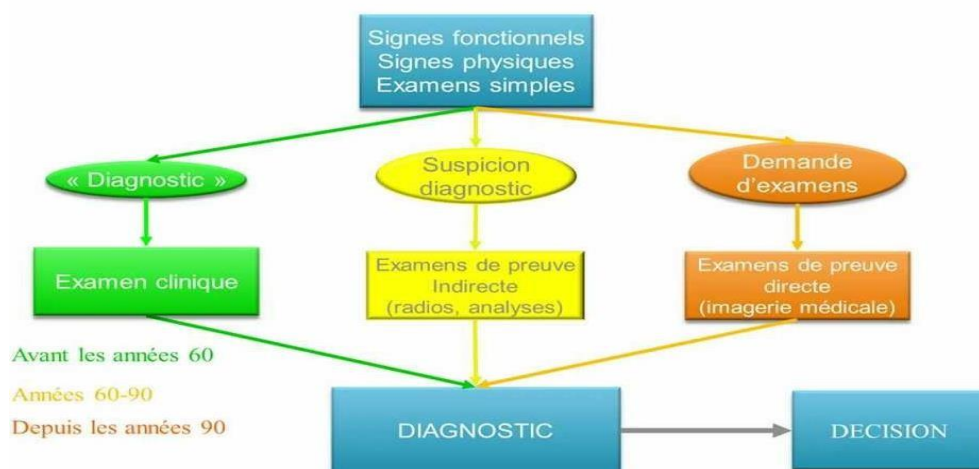 Signes fonctionnels
Signes physiques
Examens simples
« Diagnostic »
Suspicion
diagnostic
Demande
d'examens
Examen clinique
Examens de preuve
Indirecte
(radios, analyses)
Examens de preuve
directe
(imagerie médicale)
Avant les années 60
Années 60-90
Depuis les années 90
DIAGNOSTIC
DECISION